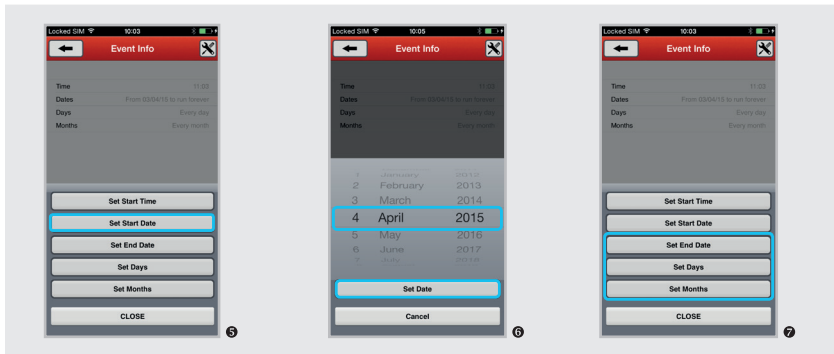 Locked SIM 10:03
Event Info
Time 11:03
Dates From 03/04/15 to run forever
Days Every day
Months Every month
Set Start Time
Set Start Date
Set End Date
Set Days
Set Months
CLOSE
5
Locked SIM 10:05
Event Info
Time 11:03
Dates From 03/04/15 to run forever
Days Every day
Months Every month
1 January 2012
2 February 2013
3 March 2014
4 April 2015
5 May 2016
6 June 2017
7 July 2018
Set Date
Cancel
6
Locked SIM 10:03
Event Info
Time 11:03
Dates From 03/04/15 to run forever
Days Every day
Months Every month
Set Start Time
Set Start Date
Set End Date
Set Days
Set Months
CLOSE
7